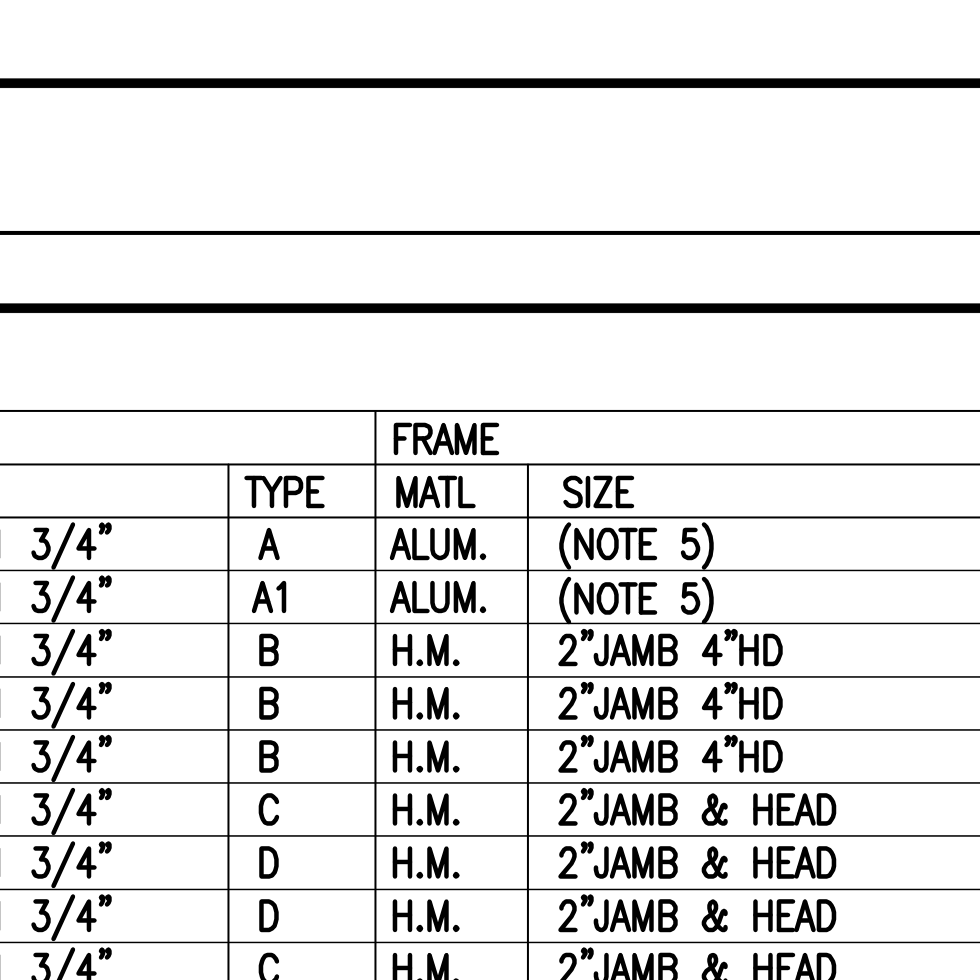 FRAME
TYPE MATL SIZE
3/4” A ALUM. (NOTE 5)
3/4” A1 ALUM. (NOTE 5)
3/4” B H.M. 2”JAMB 4”HD
3/4” B H.M. 2”JAMB 4”HD
3/4” B H.M. 2”JAMB 4”HD
3/4” C H.M. 2”JAMB & HEAD
3/4” D H.M. 2”JAMB & HEAD
3/4” D H.M. 2”JAMB & HEAD
3/4” C H.M. 2”JAMB & HEAD